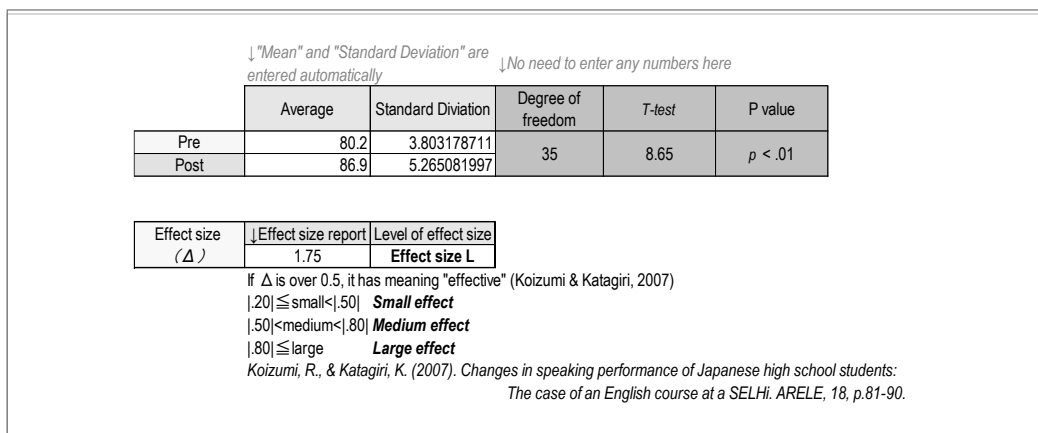 ↓"Mean" and "Standard Deviation" are
entered automatically
↓No need to enter any numbers here
Average Standard Diviation Degree of freedom T-test P value
Pre 80.2 3.803178711 35 8.65 p < .01
Post 86.9 5.265081997
Effect size ↓Effect size report Level of effect size
(Δ) 1.75 Effect size L
If Δ is over 0.5, it has meaning "effective" (Koizumi & Katagiri, 2007)
|.20|≦small<|.50| Small effect
|.50|<medium<|.80| Medium effect
|.80|≦large Large effect
Koizumi, R., & Katagiri, K. (2007). Changes in speaking performance of Japanese high school students:
The case of an English course at a SELHi. ARELE, 18, p.81-90.